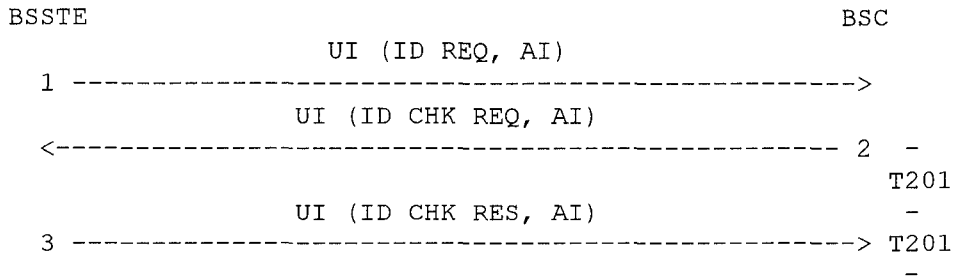 BSSTE BSC
UI (ID REQ, AI)
1 ------------------------------------------------>
UI (ID CHK REQ, AI)
<------------------------------------------------- 2 -
T201
UI (ID CHK RES, AI) -
3 ------------------------------------------------> T201
-